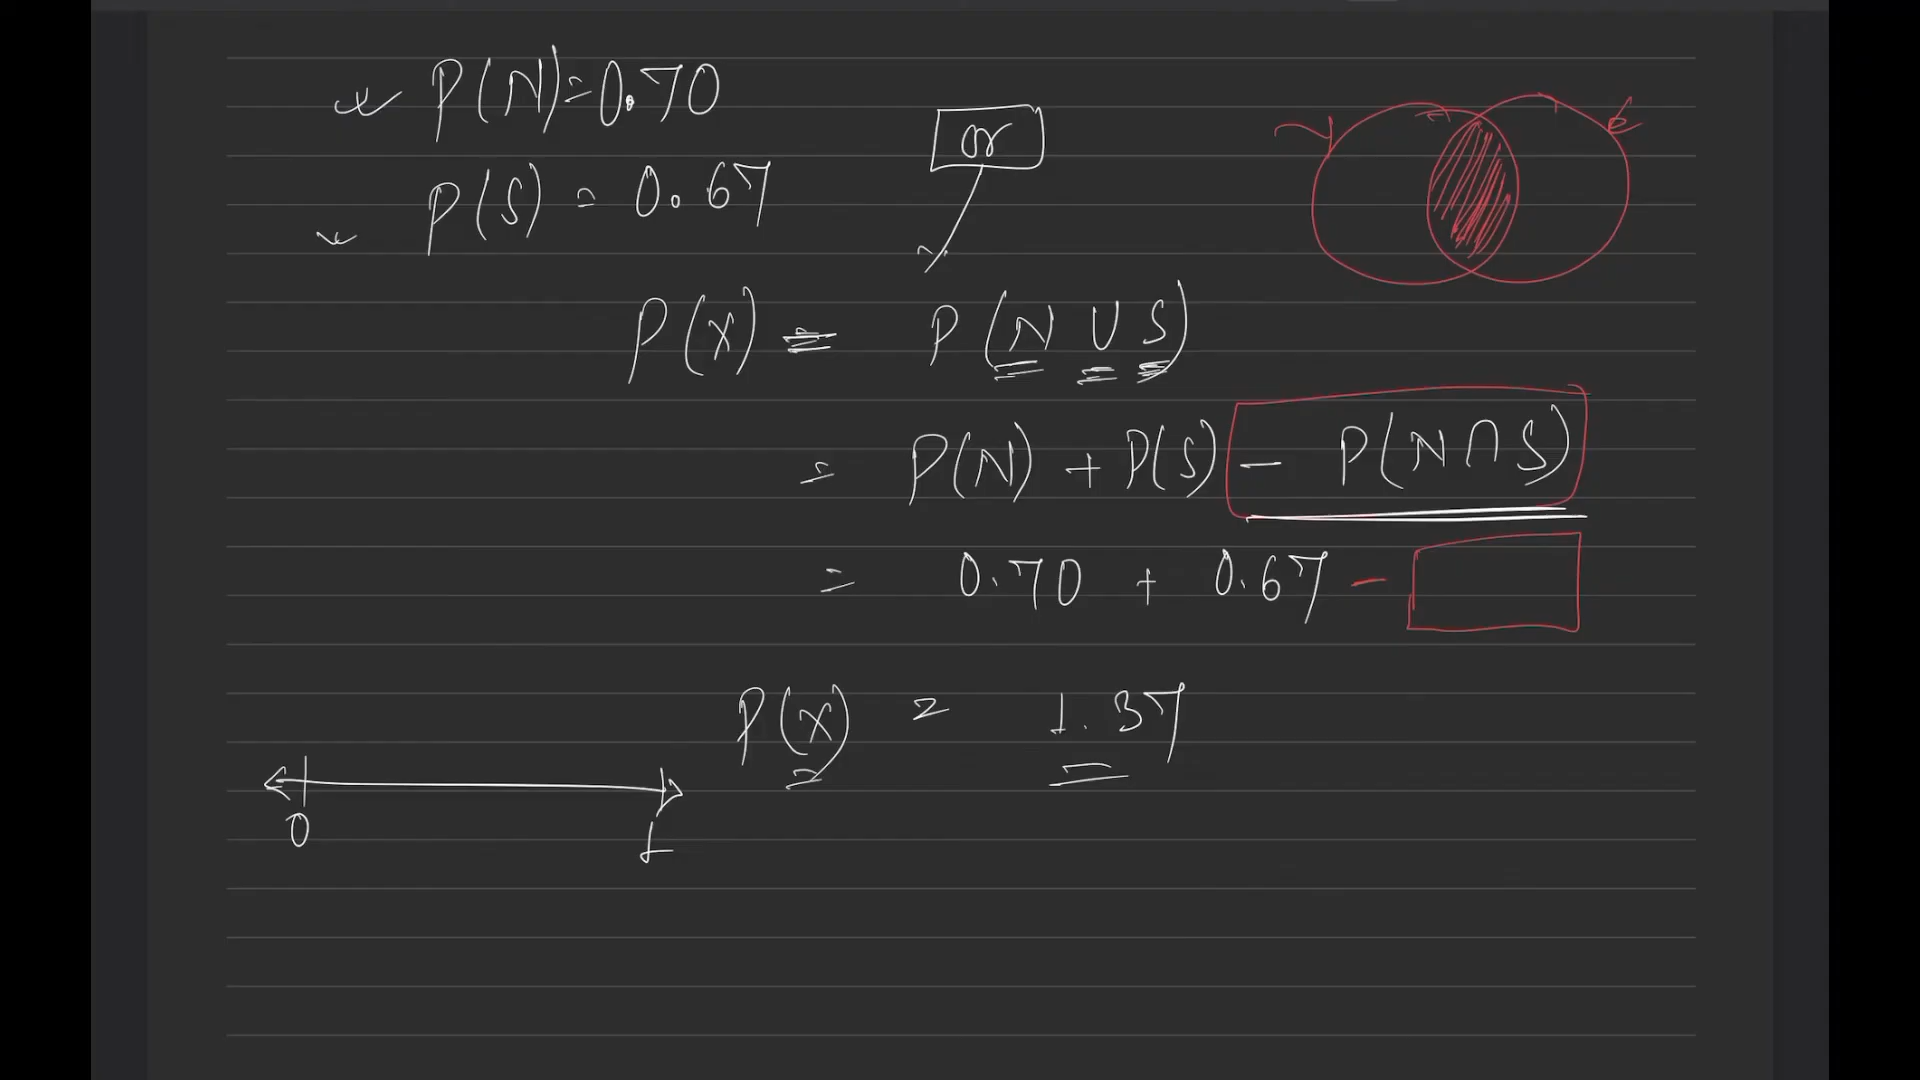 P(N)=0.70
or
P(S) = 0.67
P(X) = P(N ∪ S)
= P(N) + P(S) - P(N ∩ S)
= 0.70 + 0.67 -
P(X) = 1.37
0 1